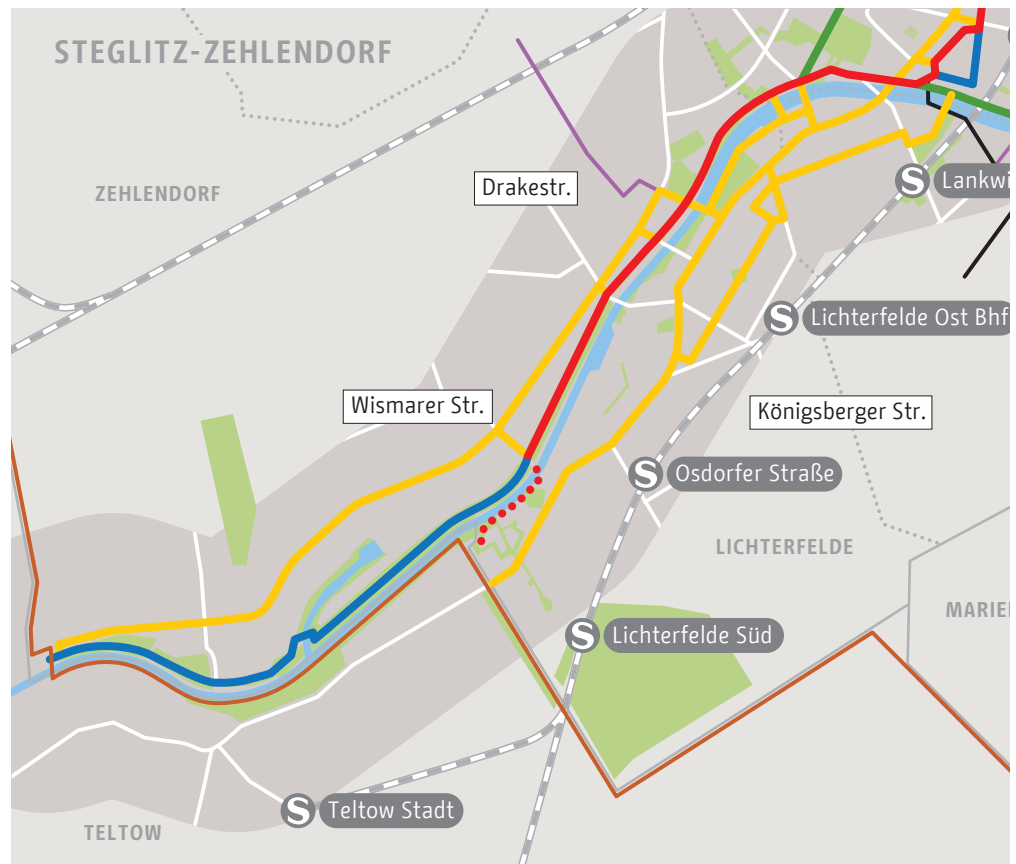 STEGLITZ-ZEHLENDORF
ZEHLENDORF
Drakestr.
S Lankwi
S Lichterfelde Ost Bhf
Wismarer Str.
Königsberger Str.
S Osdorfer Straße
LICHTERFELDE
MARIE
S Lichterfelde Süd
S Teltow Stadt
TELTOW